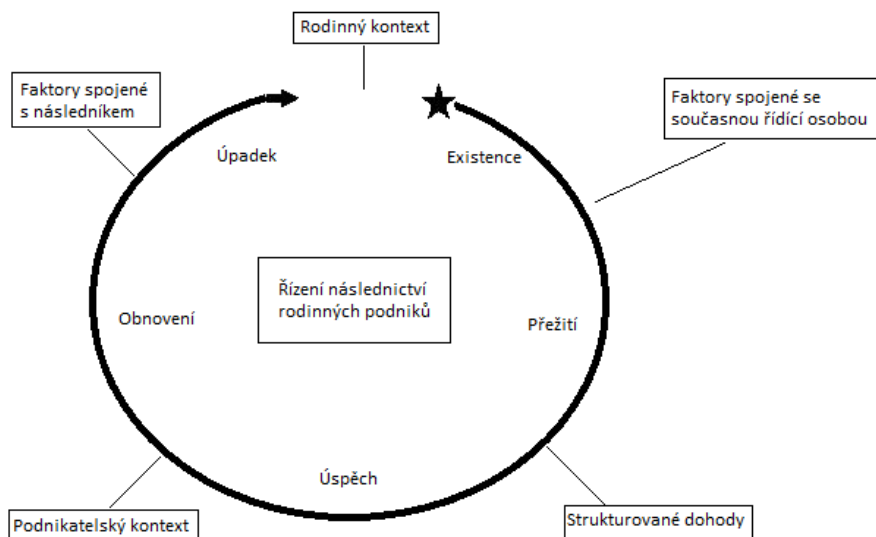 Rodinný kontext
Faktory spojené
s následníkem
Faktory spojené se
současnou řídící osobou
Úpadek
Existence
Řízení následnictví
rodinných podniků
Obnovení
Přežití
Úspěch
Podnikatelský kontext
Strukturované dohody